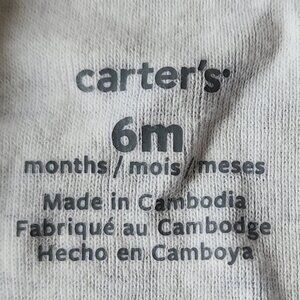 carter's
6m
months / mois / meses
Made in Cambodia
Fabriqué au Cambodge
Hecho en Camboya